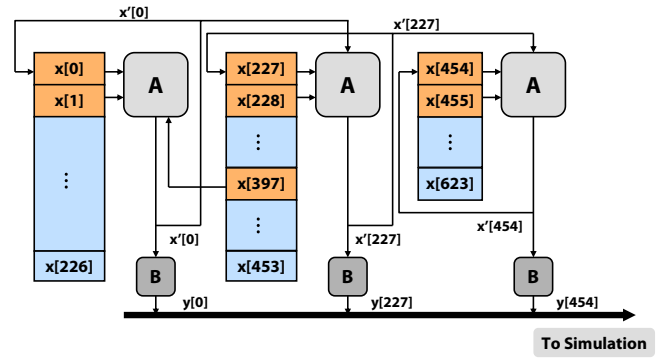 x'[0]
x'[227]
x[0]
x[1]
⋮
x[226]
A
x[227]
x[228]
⋮
x[397]
⋮
x[453]
A
x[454]
x[455]
⋮
x[623]
A
x'[0]
x'[227]
x'[454]
B
B
B
y[0]
y[227]
y[454]
To Simulation